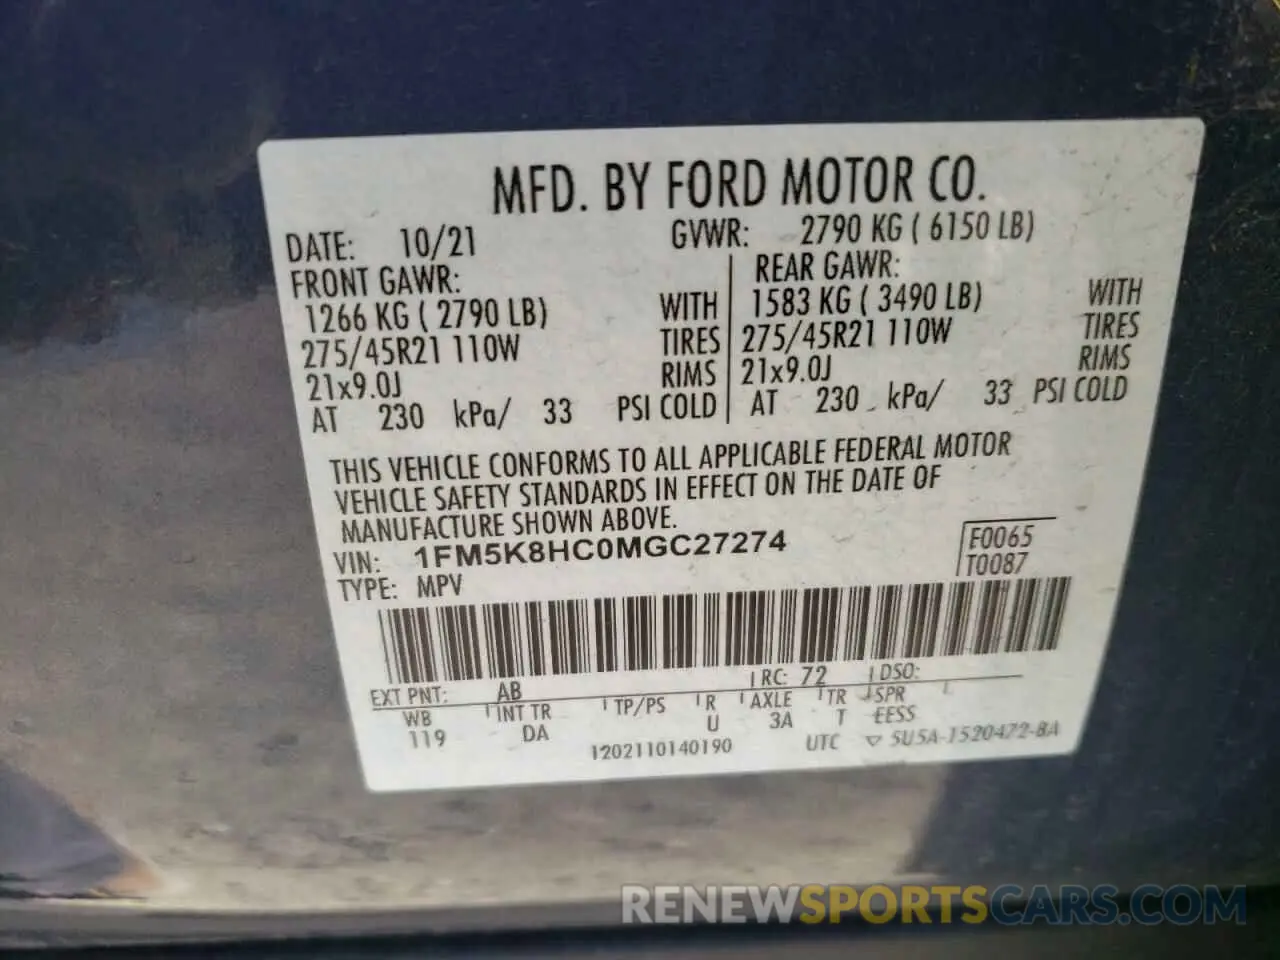 MFD. BY FORD MOTOR CO.
DATE: 10/21 GVWR: 2790 KG ( 6150 LB)
FRONT GAWR: REAR GAWR:
1266 KG ( 2790 LB) WITH 1583 KG ( 3490 LB) WITH
275/45R21 110W TIRES 275/45R21 110W TIRES
21x9.0J RIMS 21x9.0J RIMS
AT 230 kPa/ 33 PSI COLD AT 230 kPa/ 33 PSI COLD
THIS VEHICLE CONFORMS TO ALL APPLICABLE FEDERAL MOTOR
VEHICLE SAFETY STANDARDS IN EFFECT ON THE DATE OF
MANUFACTURE SHOWN ABOVE.
VIN: 1FM5K8HC0MGC27274 F0065
TYPE: MPV T0087
EXT PNT: AB RC: 72 DSO:
WB INT TR TP/PS R AXLE TR SPR
119 DA U 3A T EESS
1202110140190 UTC ▽ 5U5A-1520472-BA
RENEWSPORTSCARS.COM